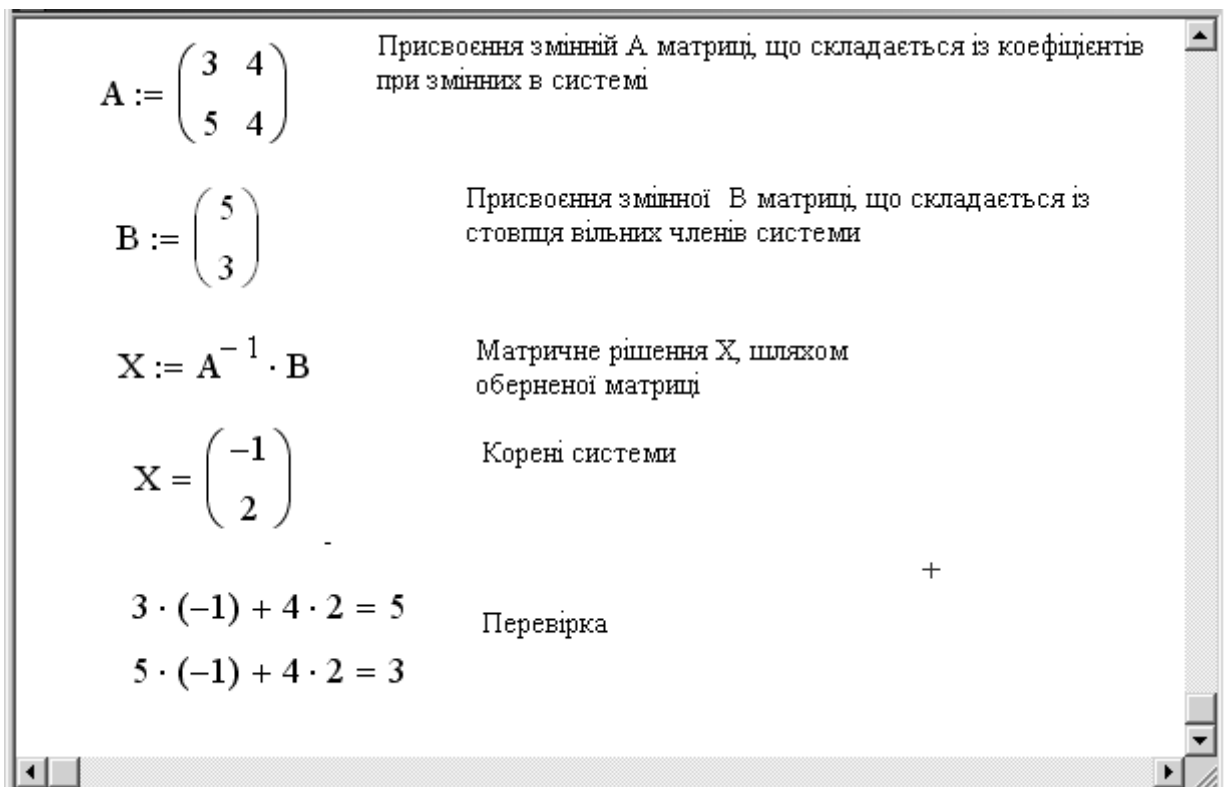 A := ( 3 4
5 4 )
Присвоєння змінній А матриці, що складається із коефіцієнтів
при змінних в системі
B := ( 5
3 )
Присвоєння змінної В матриці, що складається із
стовпця вільних членів системи
X := A⁻¹ · B
Матричне рішення X, шляхом
оберненої матриці
X = ( −1
2 )
Корені системи
3 · (−1) + 4 · 2 = 5
5 · (−1) + 4 · 2 = 3
Перевірка